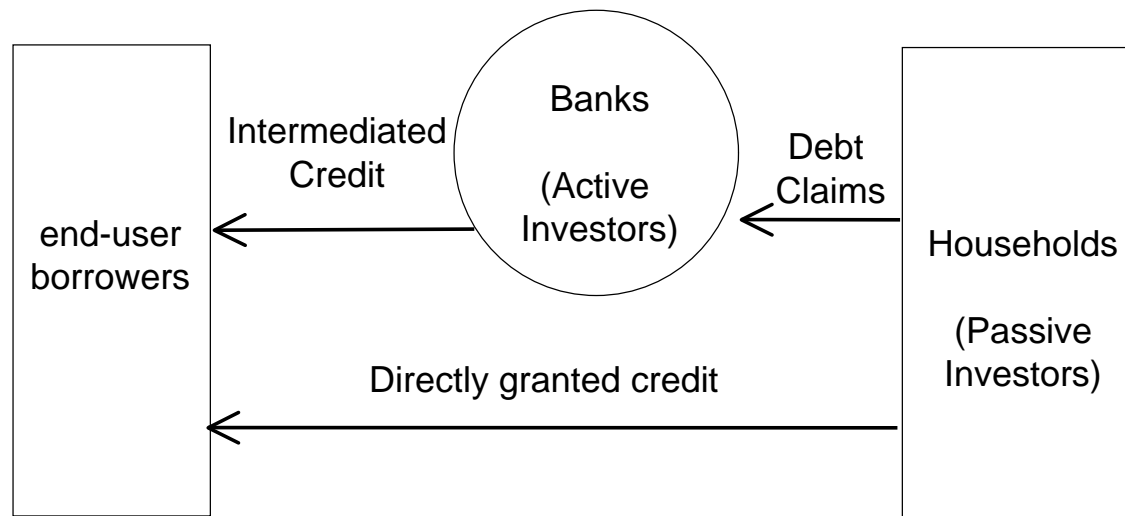 end-user
borrowers
Intermediated
Credit
Banks
(Active
Investors)
Debt
Claims
Households
(Passive
Investors)
Directly granted credit